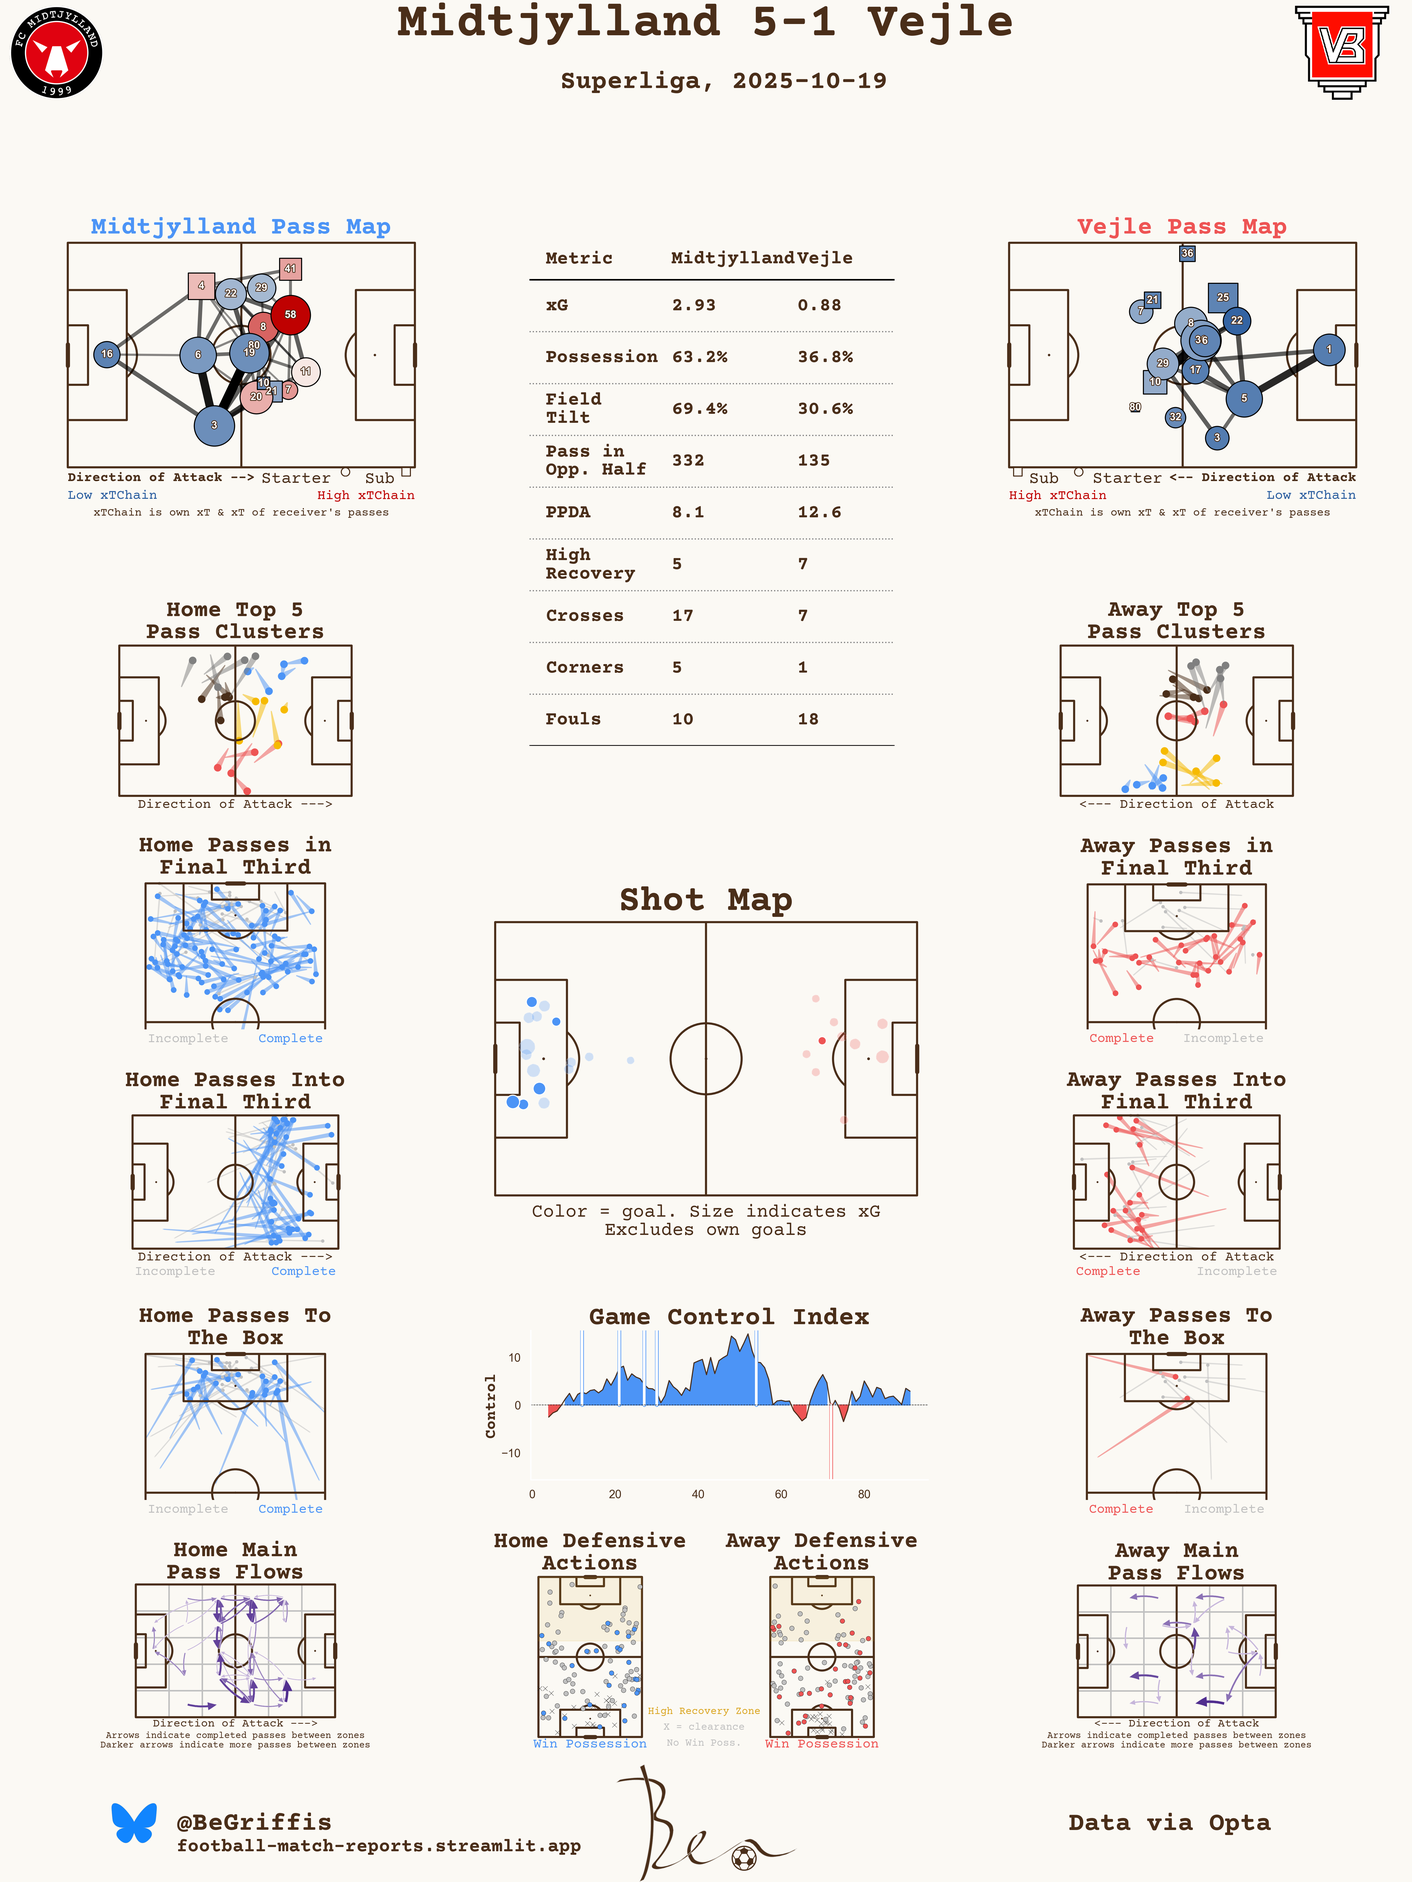 Midtjylland 5-1 Vejle
Superliga, 2025-10-19
FC MIDTJYLLAND
1999
VB
Midtjylland Pass Map
4
41
22
29
58
8
80
19
16
6
11
10
21
7
20
3
Direction of Attack --> Starter Sub
Low xTChain High xTChain
xTChain is own xT & xT of receiver's passes
Metric Midtjylland Vejle
xG 2.93 0.88
Possession 63.2% 36.8%
Field
Tilt 69.4% 30.6%
Pass in
Opp. Half 332 135
PPDA 8.1 12.6
High
Recovery 5 7
Crosses 17 7
Corners 5 1
Fouls 10 18
Vejle Pass Map
36
21
7
25
22
8
36
1
29
17
10
5
80
32
3
Sub Starter <-- Direction of Attack
High xTChain Low xTChain
xTChain is own xT & xT of receiver's passes
Home Top 5
Pass Clusters
Direction of Attack --->
Away Top 5
Pass Clusters
<--- Direction of Attack
Home Passes in
Final Third
Incomplete Complete
Away Passes in
Final Third
Complete Incomplete
Shot Map
Color = goal. Size indicates xG
Excludes own goals
Home Passes Into
Final Third
Direction of Attack --->
Incomplete Complete
Away Passes Into
Final Third
<--- Direction of Attack
Complete Incomplete
Home Passes To
The Box
Incomplete Complete
Game Control Index
Control
10
0
−10
0 20 40 60 80
Away Passes To
The Box
Complete Incomplete
Home Main
Pass Flows
Direction of Attack --->
Arrows indicate completed passes between zones
Darker arrows indicate more passes between zones
Home Defensive
Actions
Win Possession
High Recovery Zone
X = clearance
No Win Poss.
Away Defensive
Actions
Win Possession
Away Main
Pass Flows
<--- Direction of Attack
Arrows indicate completed passes between zones
Darker arrows indicate more passes between zones
@BeGriffis
football-match-reports.streamlit.app
Ben
Data via Opta